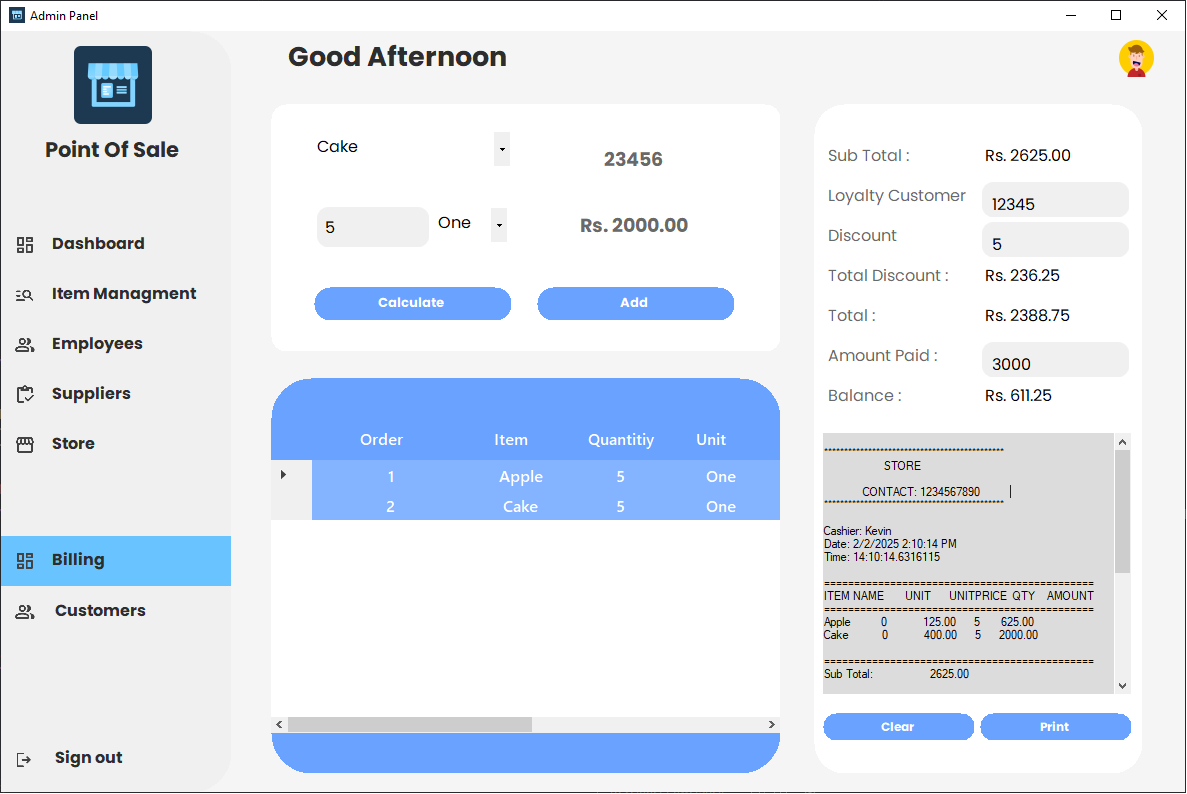 Admin Panel
Point Of Sale
Dashboard
Item Managment
Employees
Suppliers
Store
Billing
Customers
Sign out
Good Afternoon
Cake
23456
5 One Rs. 2000.00
Calculate Add
Order Item Quantitiy Unit
1 Apple 5 One
2 Cake 5 One
Sub Total : Rs. 2625.00
Loyalty Customer 12345
Discount 5
Total Discount : Rs. 236.25
Total : Rs. 2388.75
Amount Paid : 3000
Balance : Rs. 611.25
STORE
CONTACT: 1234567890
Cashier: Kevin
Date: 2/2/2025 2:10:14 PM
Time: 14:10:14.6316115
ITEM NAME UNIT UNITPRICE QTY AMOUNT
Apple 0 125.00 5 625.00
Cake 0 400.00 5 2000.00
Sub Total: 2625.00
Clear Print